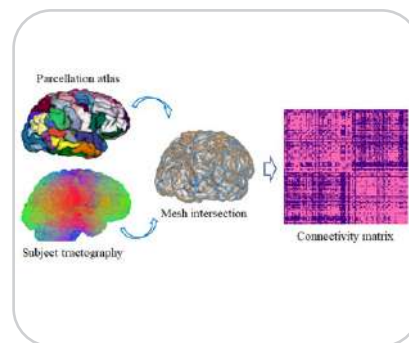 Parcellation atlas
Mesh intersection
Subject tractography
Connectivity matrix